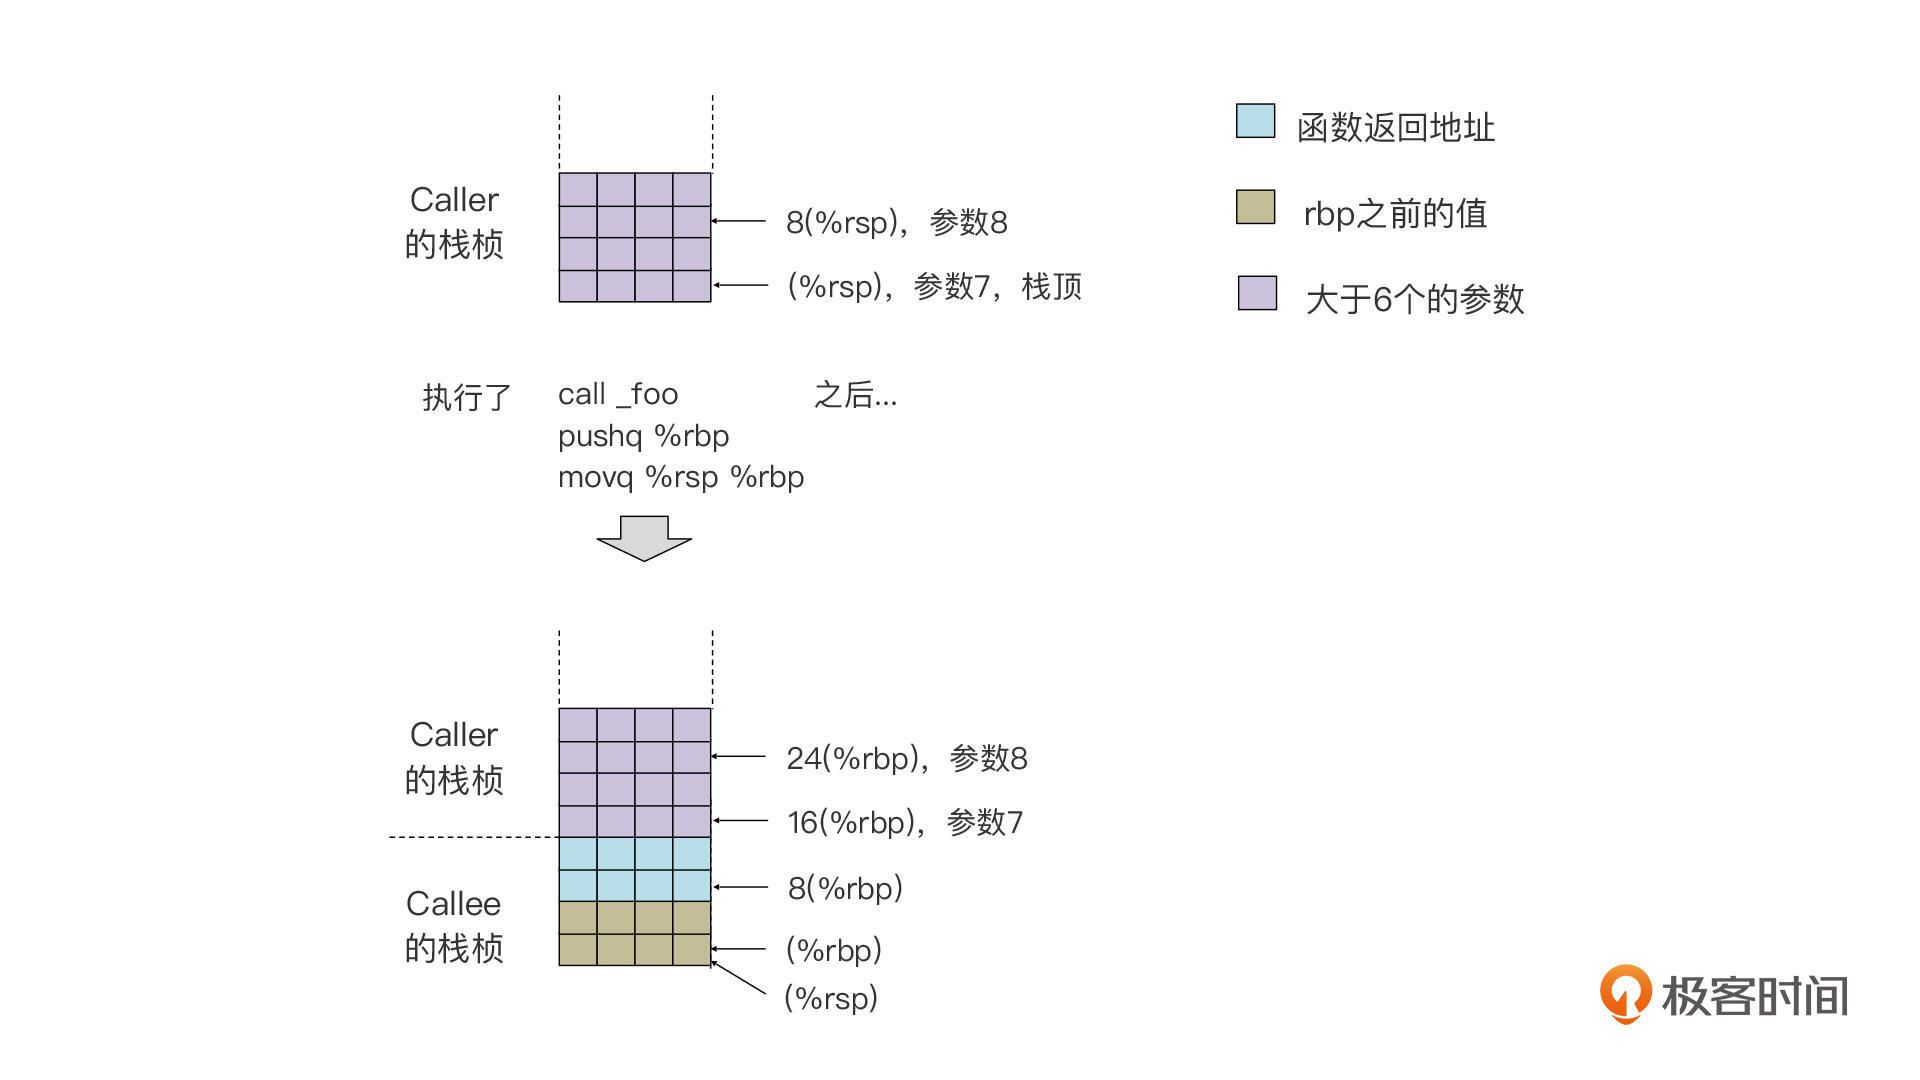 Caller
的栈桢
8(%rsp)，参数8
(%rsp)，参数7，栈顶
函数返回地址
rbp之前的值
大于6个的参数
执行了 call _foo 之后...
pushq %rbp
movq %rsp %rbp
Caller
的栈桢
24(%rbp)，参数8
16(%rbp)，参数7
Callee
的栈桢
8(%rbp)
(%rbp)
(%rsp)
极客时间